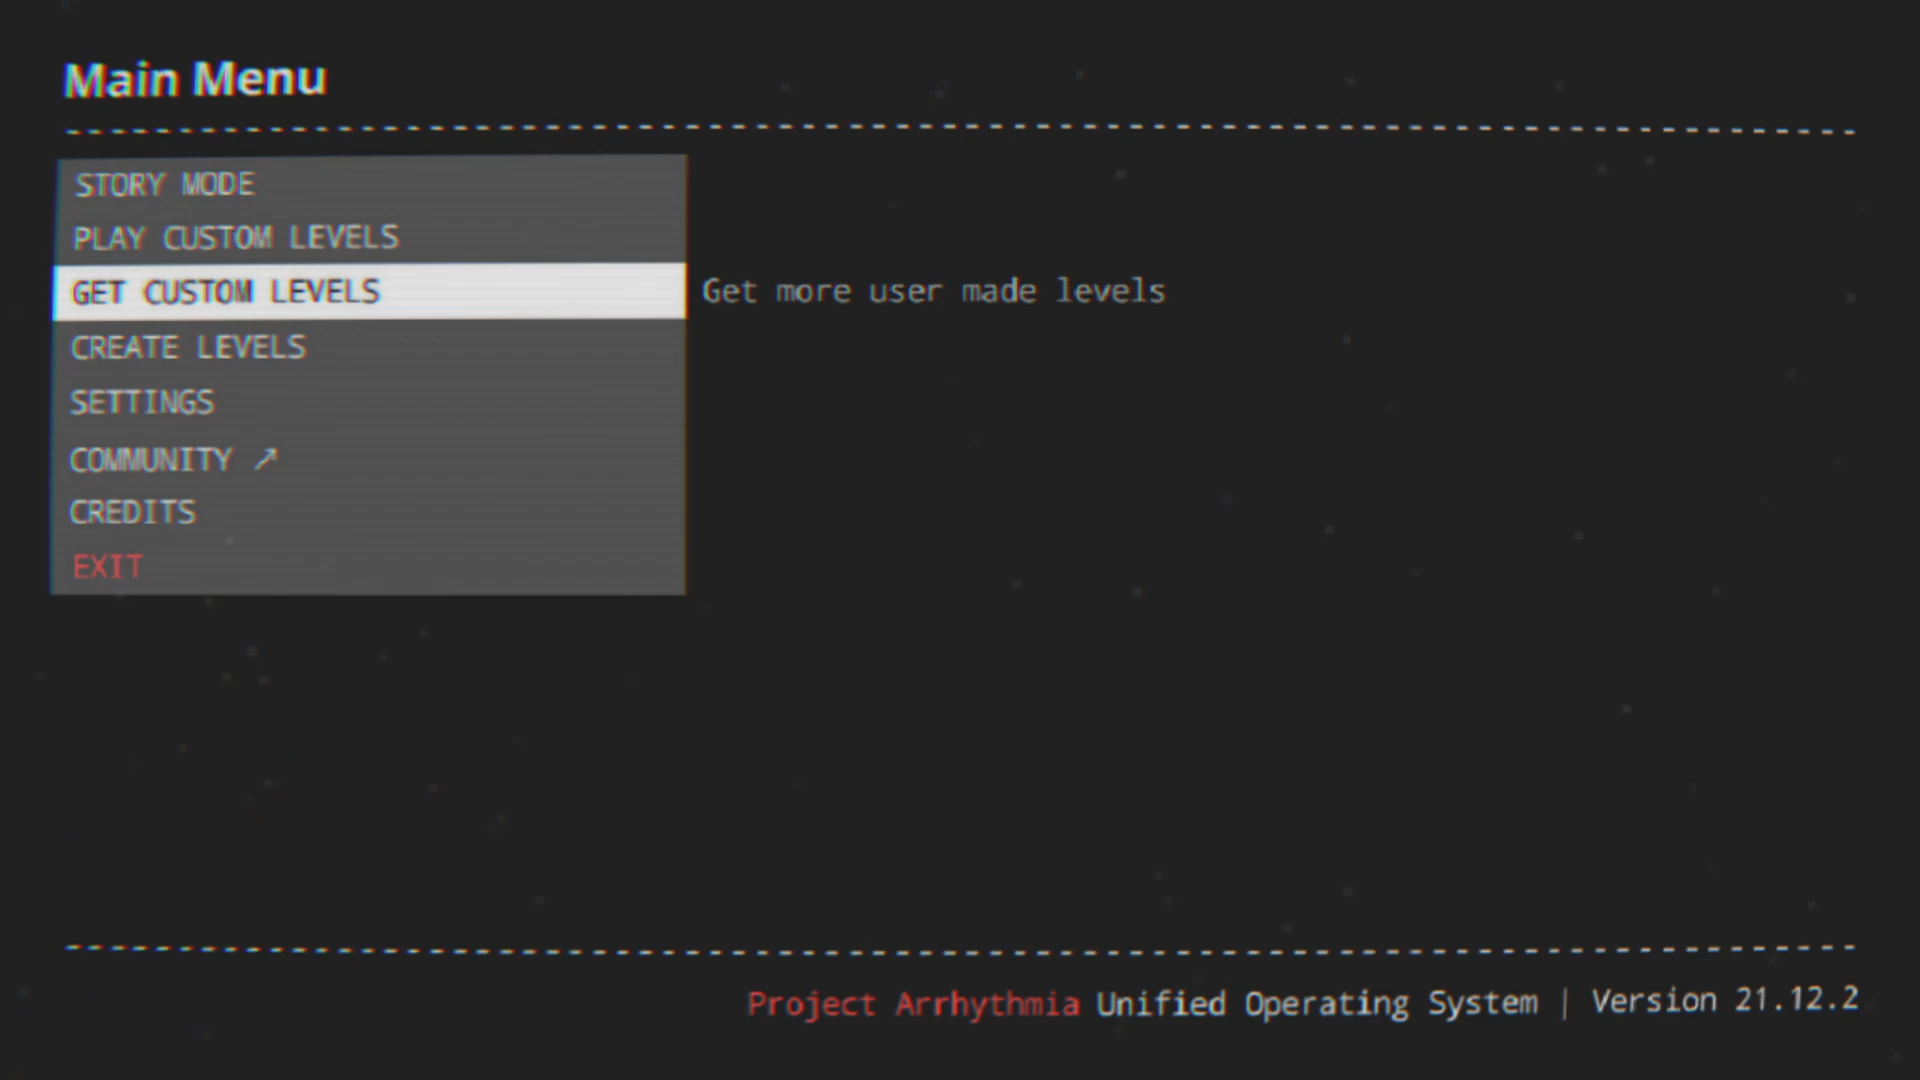 Main Menu
STORY MODE
PLAY CUSTOM LEVELS
GET CUSTOM LEVELS
Get more user made levels
CREATE LEVELS
SETTINGS
COMMUNITY ↗
CREDITS
EXIT
Project Arrhythmia Unified Operating System | Version 21.12.2